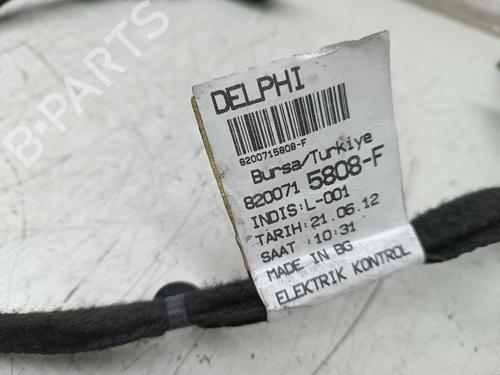 DELPHI
8200715808-F
Bursa/Turkiye
820071 5808-F
INDIS:L-001
TARIH:21.06.12
SAAT :10:31
MADE IN BG
ELEKTRIK KONTROL
B-PARTS